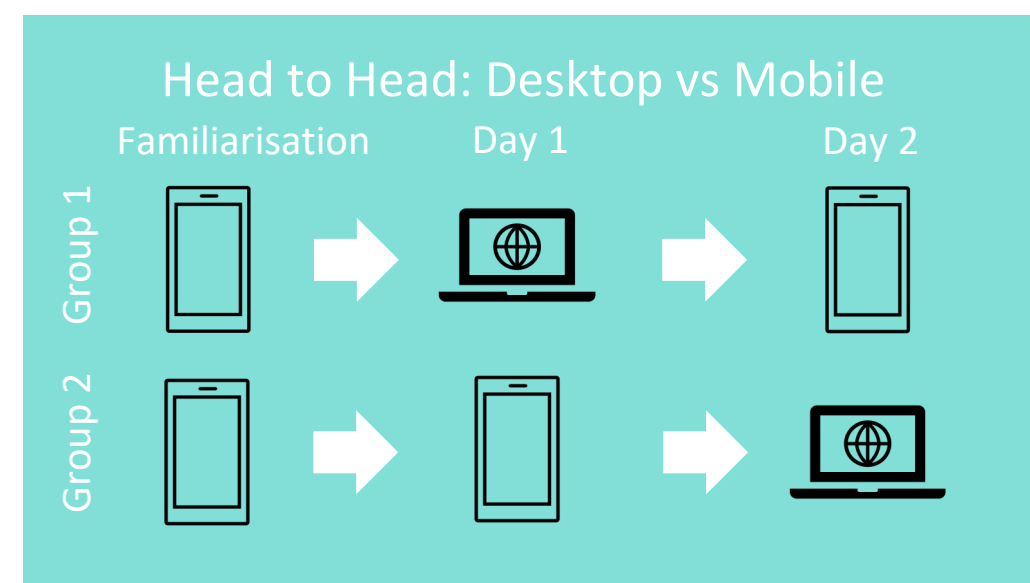 Head to Head: Desktop vs Mobile
Familiarisation Day 1 Day 2
Group 1
Group 2